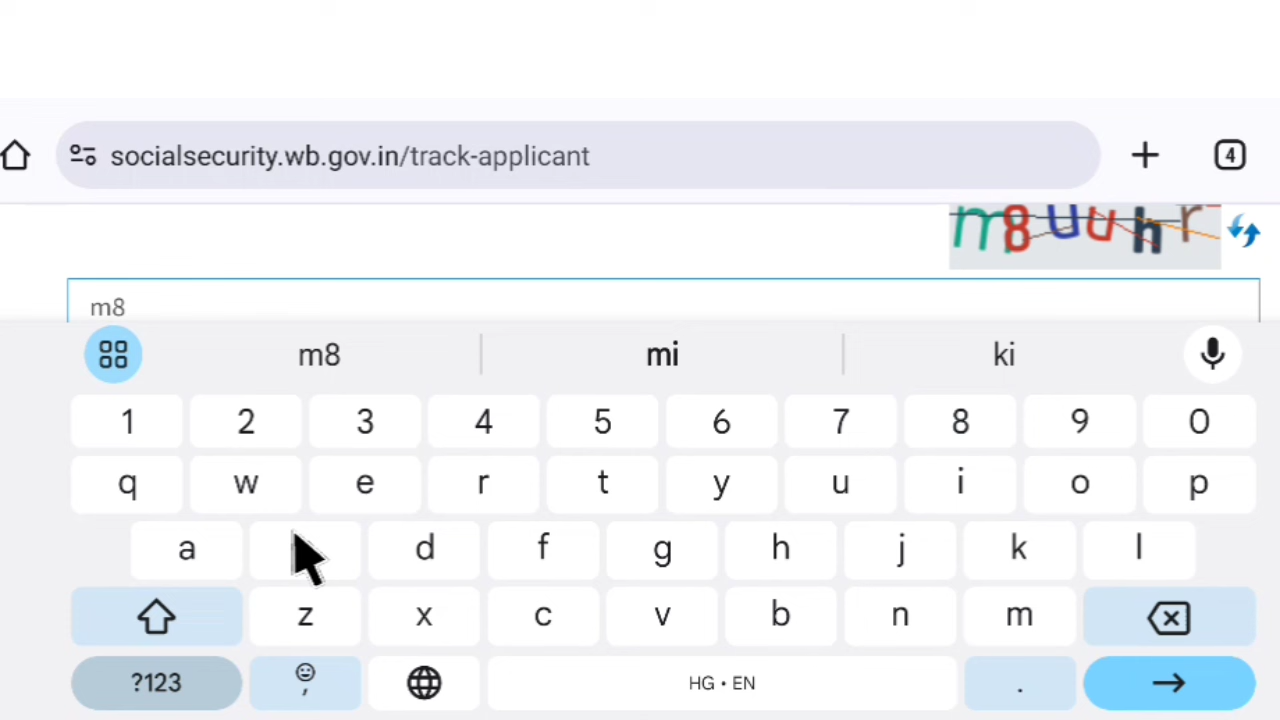 socialsecurity.wb.gov.in/track-applicant
4
m8uuhr
m8
m8 mi ki
1 2 3 4 5 6 7 8 9 0
q w e r t y u i o p
a d f g h j k l
z x c v b n m
?123 , HG • EN .